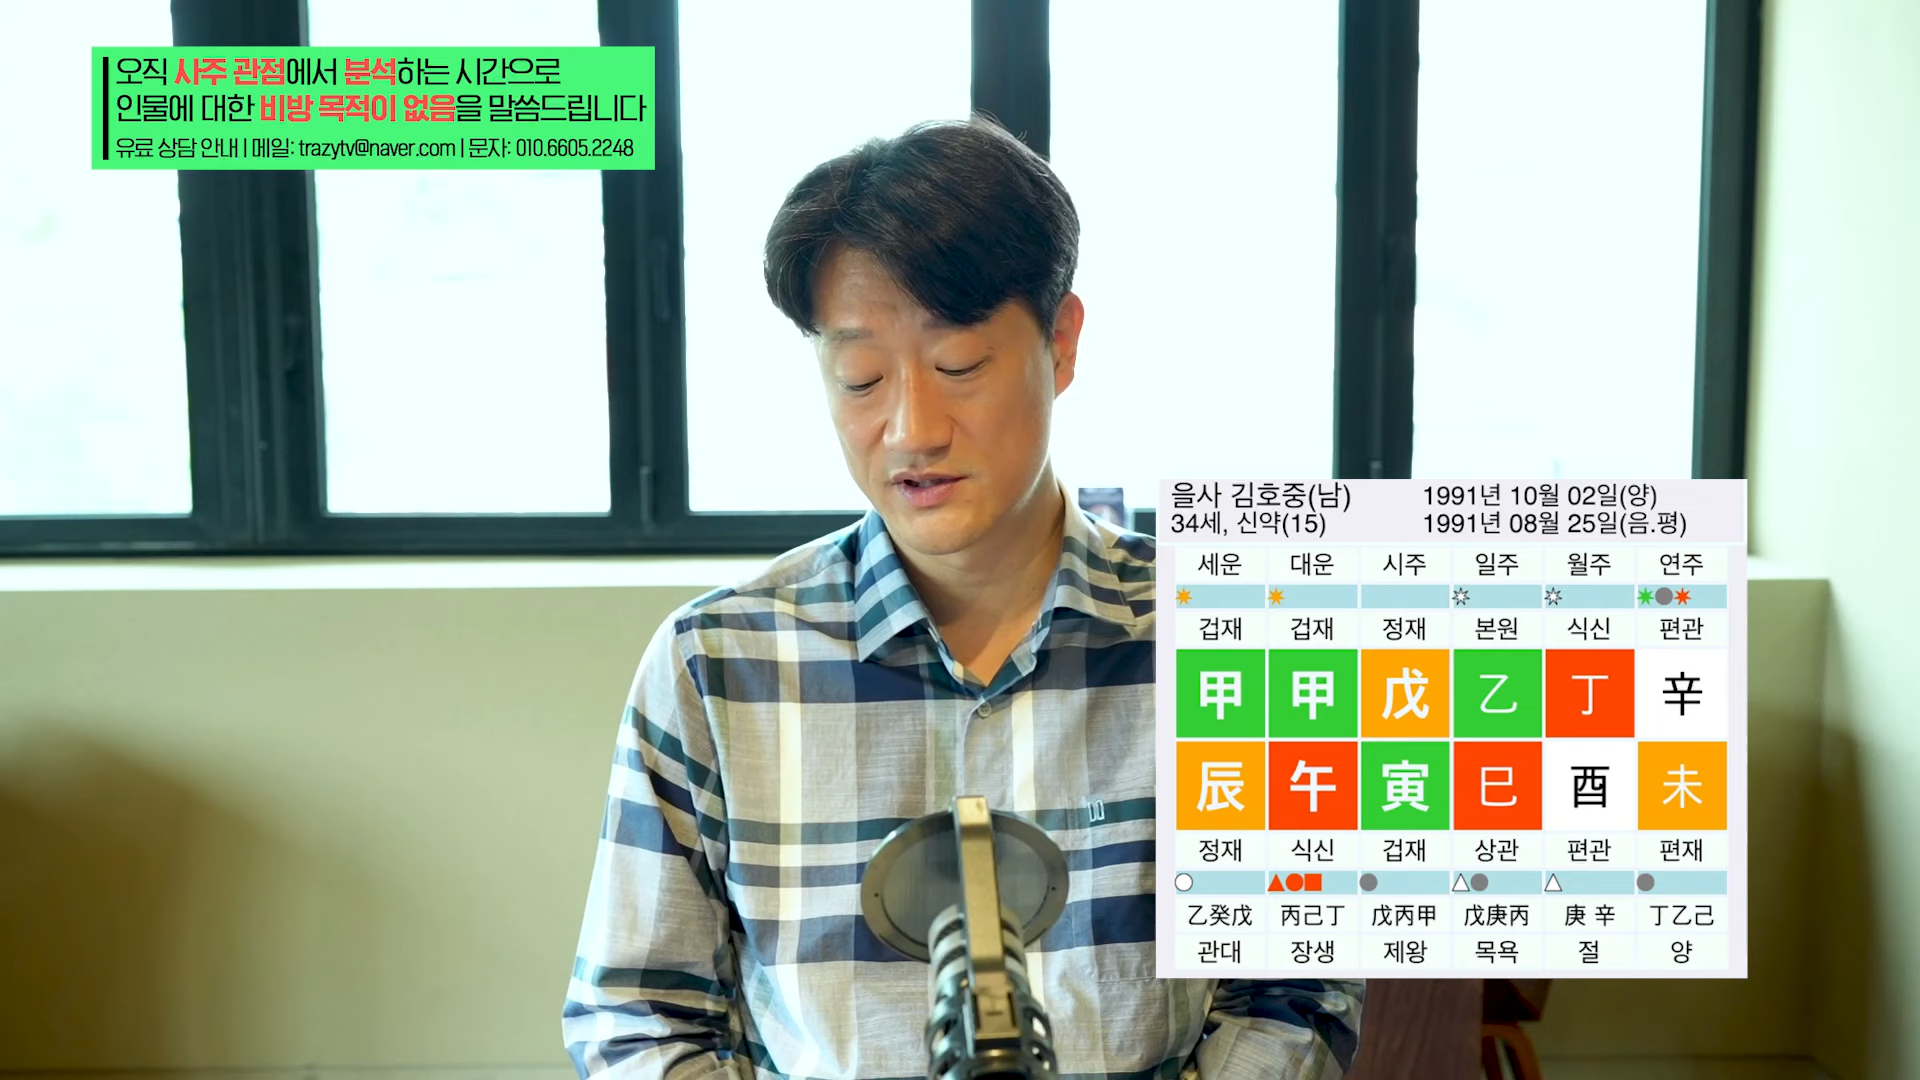 오직 사주 관점에서 분석하는 시간으로
인물에 대한 비방 목적이 없음을 말씀드립니다
유료 상담 안내 | 메일: trazytv@naver.com | 문자: 010.6605.2248
을사 김호중(남) 1991년 10월 02일(양)
34세, 신약(15) 1991년 08월 25일(음.평)
세운 대운 시주 일주 월주 연주
겁재 겁재 정재 본원 식신 편관
甲 甲 戊 乙 丁 辛
辰 午 寅 巳 酉 未
정재 식신 겁재 상관 편관 편재
乙癸戊 丙己丁 戊丙甲 戊庚丙 庚 辛 丁乙己
관대 장생 제왕 목욕 절 양